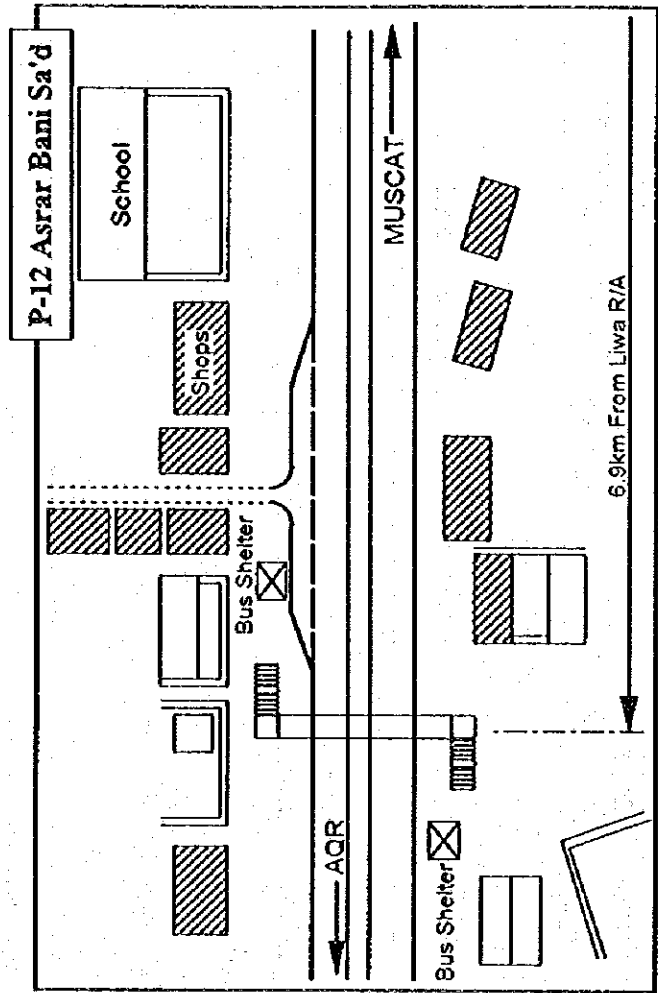 P-12 Asrar Bani Sa'd
School
Shops
Bus Shelter
MUSCAT
AQR
6.9km From Liwa R/A
Bus Shelter